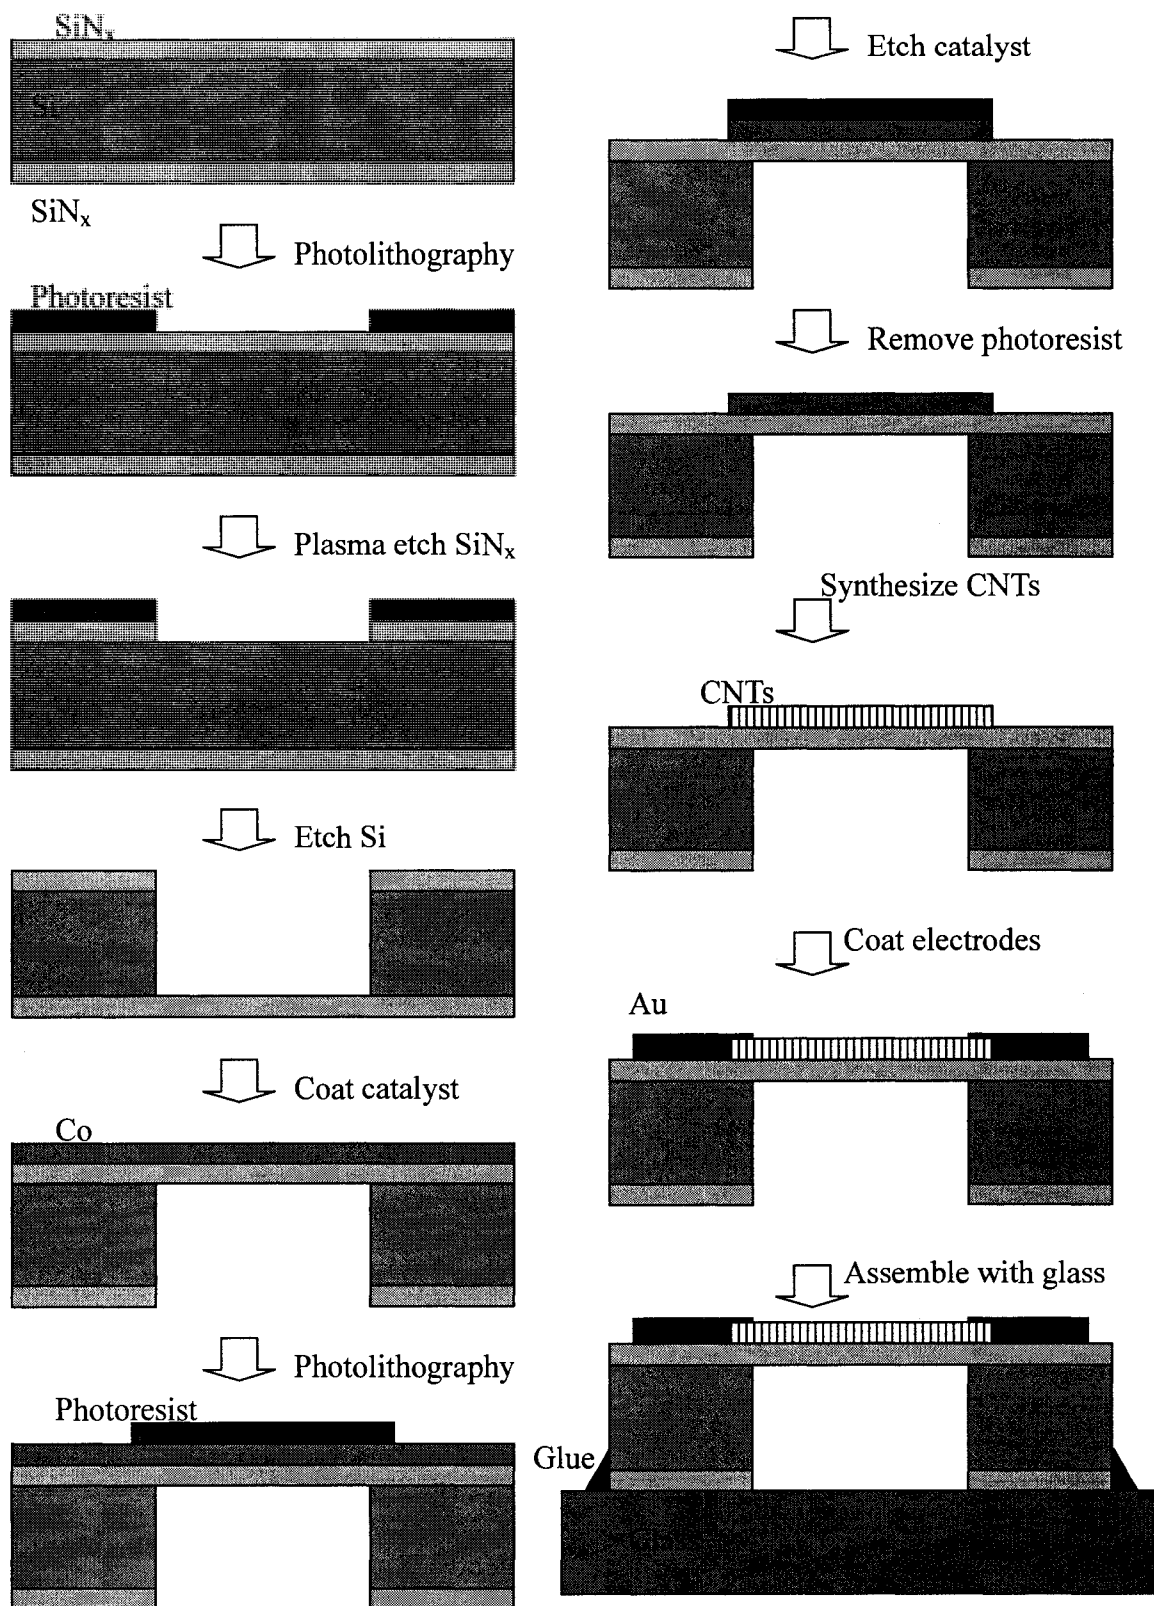 SiNₓ
Si
SiNₓ
Photolithography
Photoresist
Plasma etch SiNₓ
Etch Si
Coat catalyst
Co
Photolithography
Photoresist
Etch catalyst
Remove photoresist
Synthesize CNTs
CNTs
Coat electrodes
Au
Assemble with glass
Glue